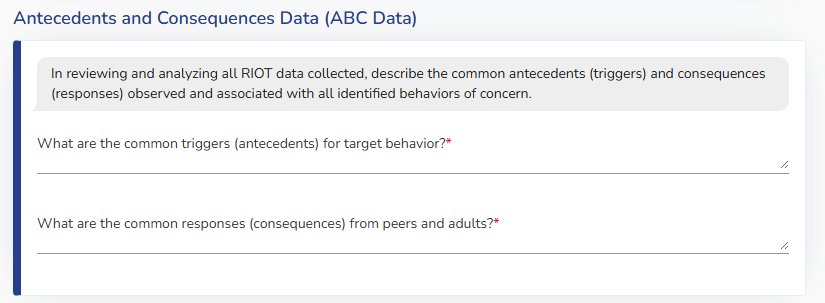 Antecedents and Consequences Data (ABC Data)
In reviewing and analyzing all RIOT data collected, describe the common antecedents (triggers) and consequences
(responses) observed and associated with all identified behaviors of concern.
What are the common triggers (antecedents) for target behavior?*
What are the common responses (consequences) from peers and adults?*